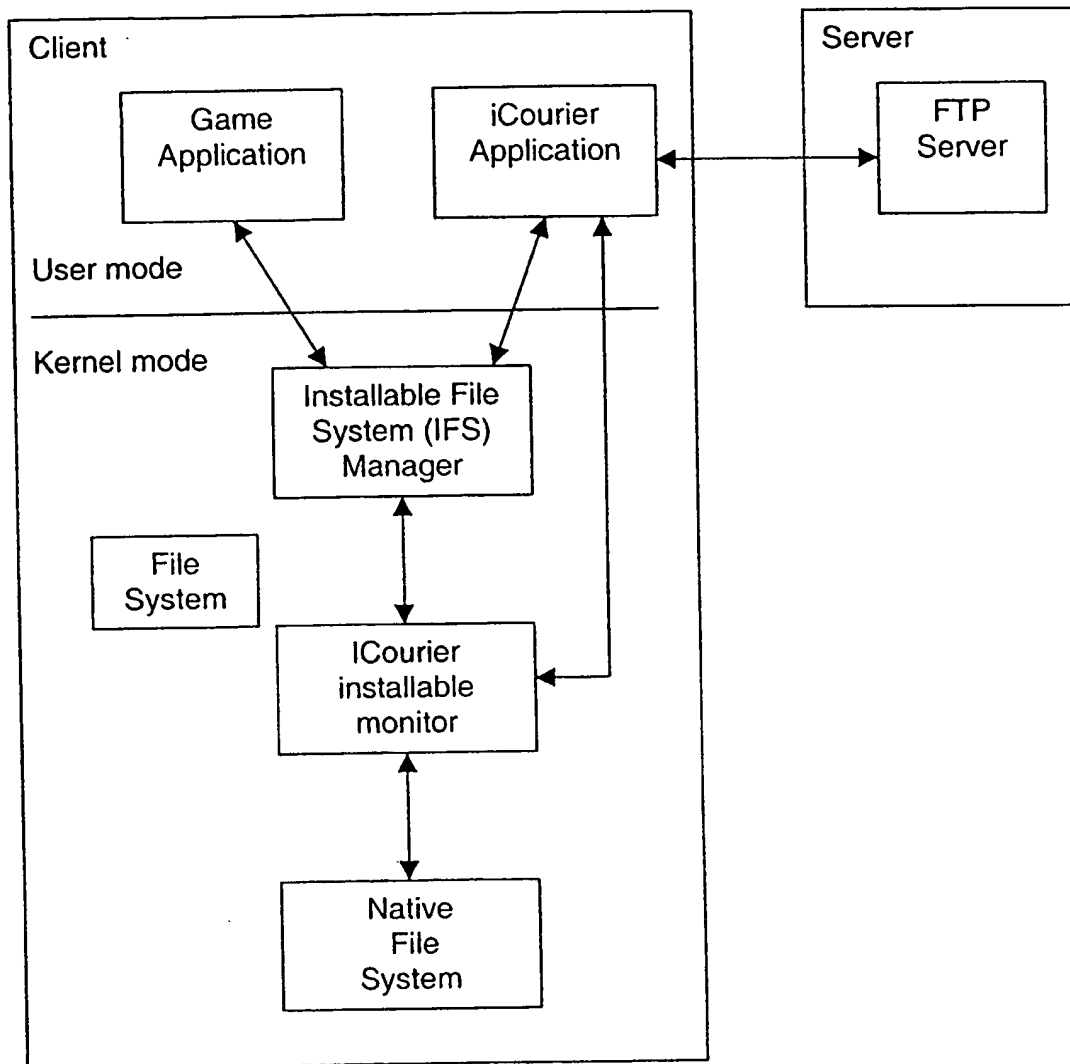 Client
Server
Game
Application
iCourier
Application
FTP
Server
User mode
Kernel mode
Installable File
System (IFS)
Manager
File
System
ICourier
installable
monitor
Native
File
System